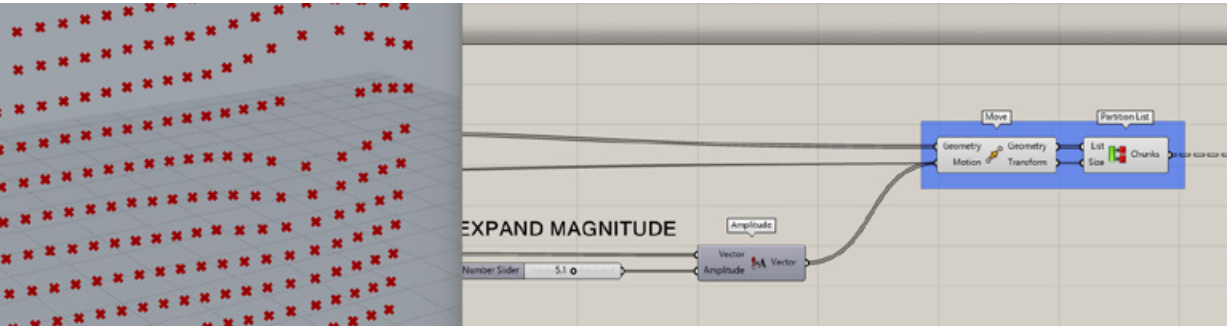 Move
Partition List
Geometry
Motion
Geometry
Transform
List
Size
Chunks
EXPAND MAGNITUDE
Amplitude
Number Slider
5.1
Vector
Amplitude
Vector